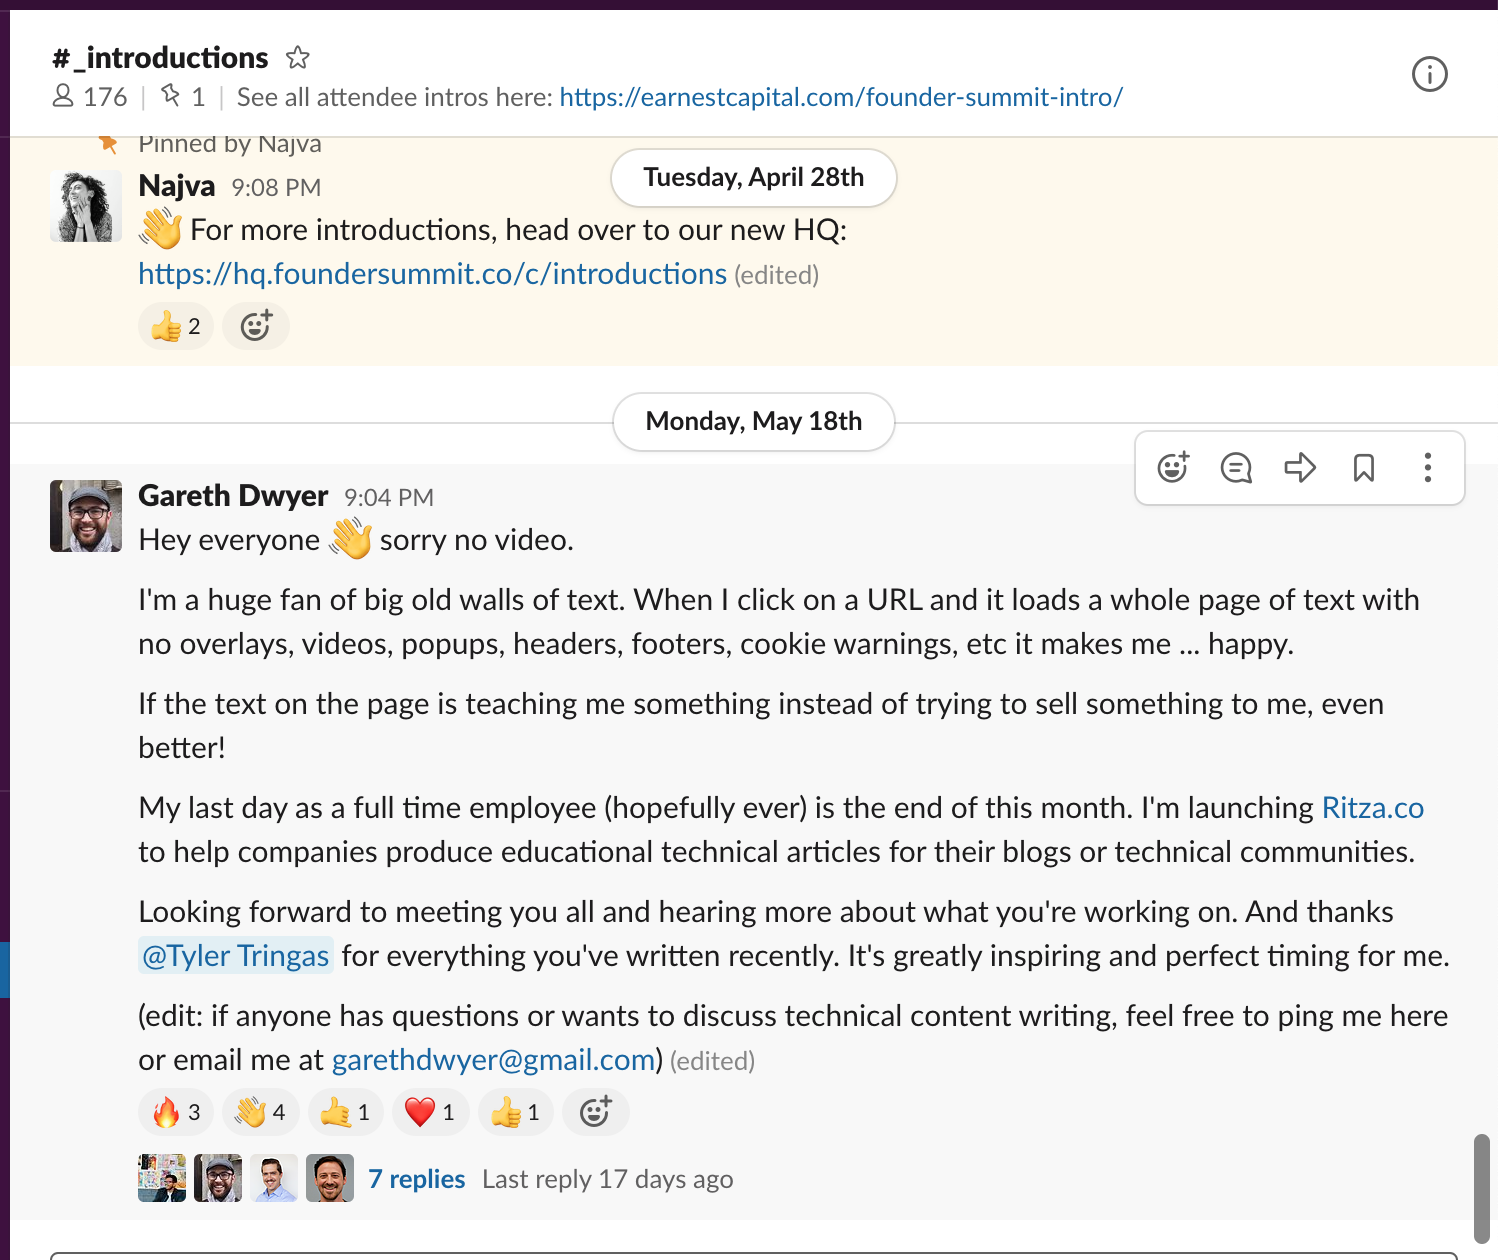 #_introductions
176 | 1 | See all attendee intros here: https://earnestcapital.com/founder-summit-intro/
Pinned by Najva
Tuesday, April 28th
Najva 9:08 PM
👋 For more introductions, head over to our new HQ:
https://hq.foundersummit.co/c/introductions (edited)
👍 2
Monday, May 18th
Gareth Dwyer 9:04 PM
Hey everyone 👋 sorry no video.
I'm a huge fan of big old walls of text. When I click on a URL and it loads a whole page of text with
no overlays, videos, popups, headers, footers, cookie warnings, etc it makes me ... happy.
If the text on the page is teaching me something instead of trying to sell something to me, even
better!
My last day as a full time employee (hopefully ever) is the end of this month. I'm launching Ritza.co
to help companies produce educational technical articles for their blogs or technical communities.
Looking forward to meeting you all and hearing more about what you're working on. And thanks
@Tyler Tringas for everything you've written recently. It's greatly inspiring and perfect timing for me.
(edit: if anyone has questions or wants to discuss technical content writing, feel free to ping me here
or email me at garethdwyer@gmail.com) (edited)
🔥 3 👋 4 🤙 1 ❤️ 1 👍 1
7 replies Last reply 17 days ago